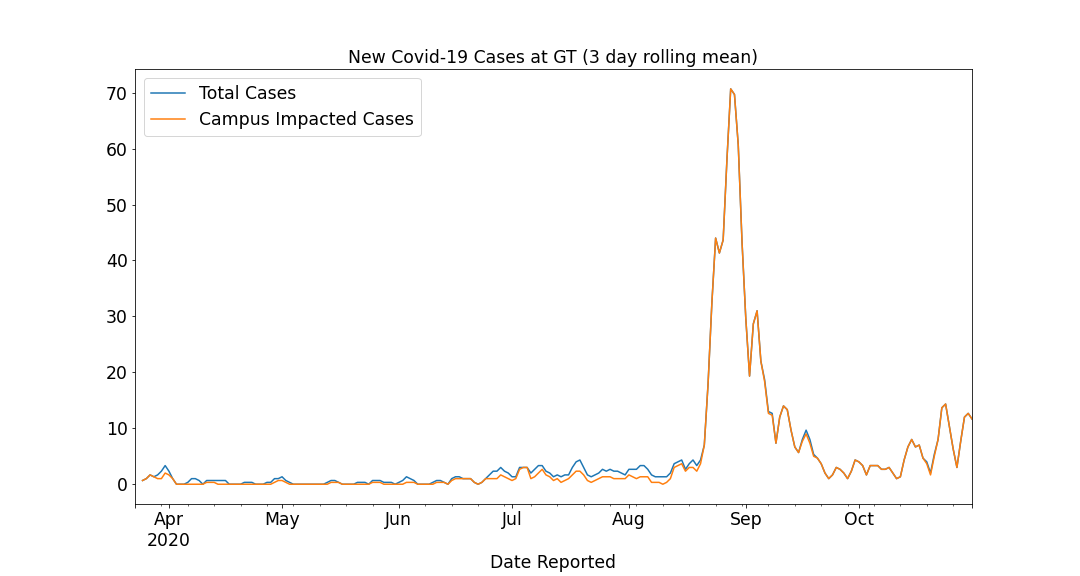 New Covid-19 Cases at GT (3 day rolling mean)
Total Cases
Campus Impacted Cases
70
60
50
40
30
20
10
0
Apr May Jun Jul Aug Sep Oct
2020
Date Reported